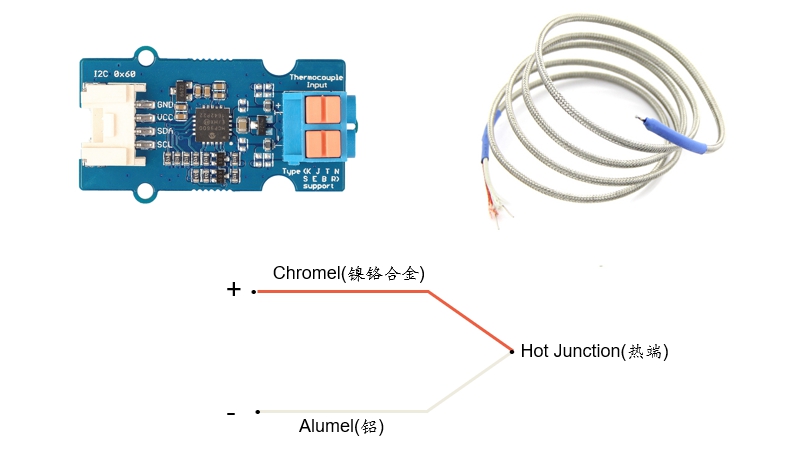 I2C 0x60
Thermocouple
Input
GND
VCC
SDA
SCL
+
Type (K J T N
S E B R)
support
Chromel(镍铬合金)
+
Hot Junction(热端)
-
Alumel(铝)